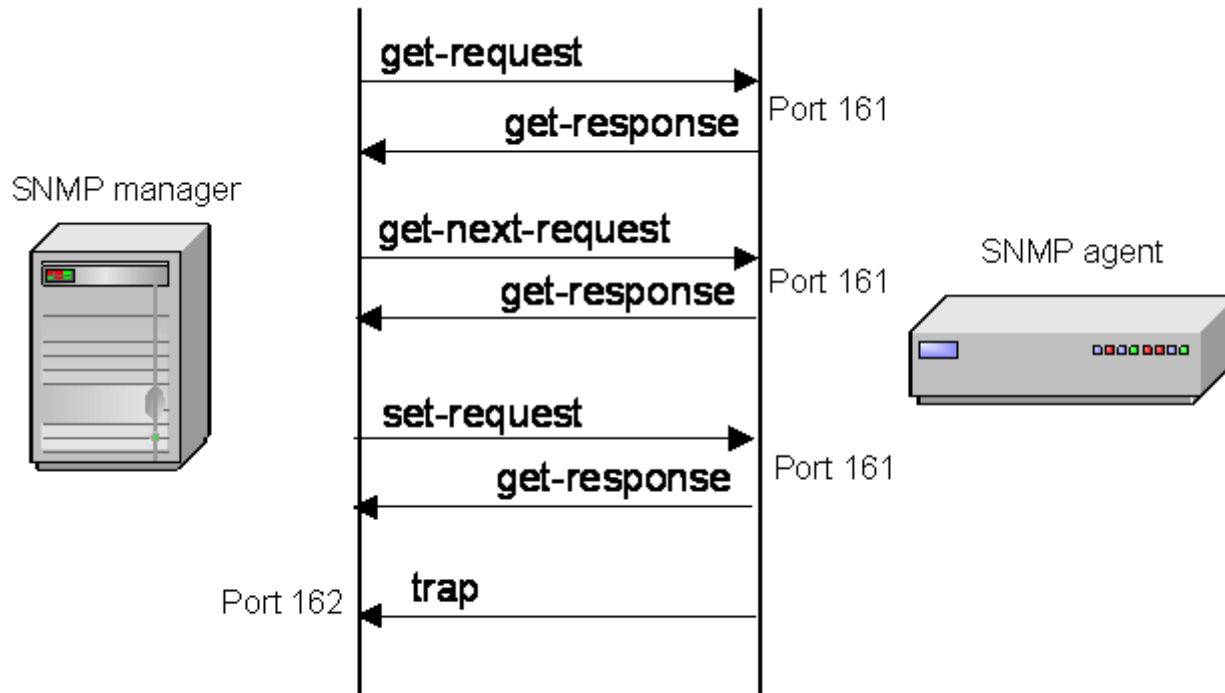 get-request
Port 161
get-response
SNMP manager
get-next-request
SNMP agent
Port 161
get-response
set-request
Port 161
get-response
trap
Port 162